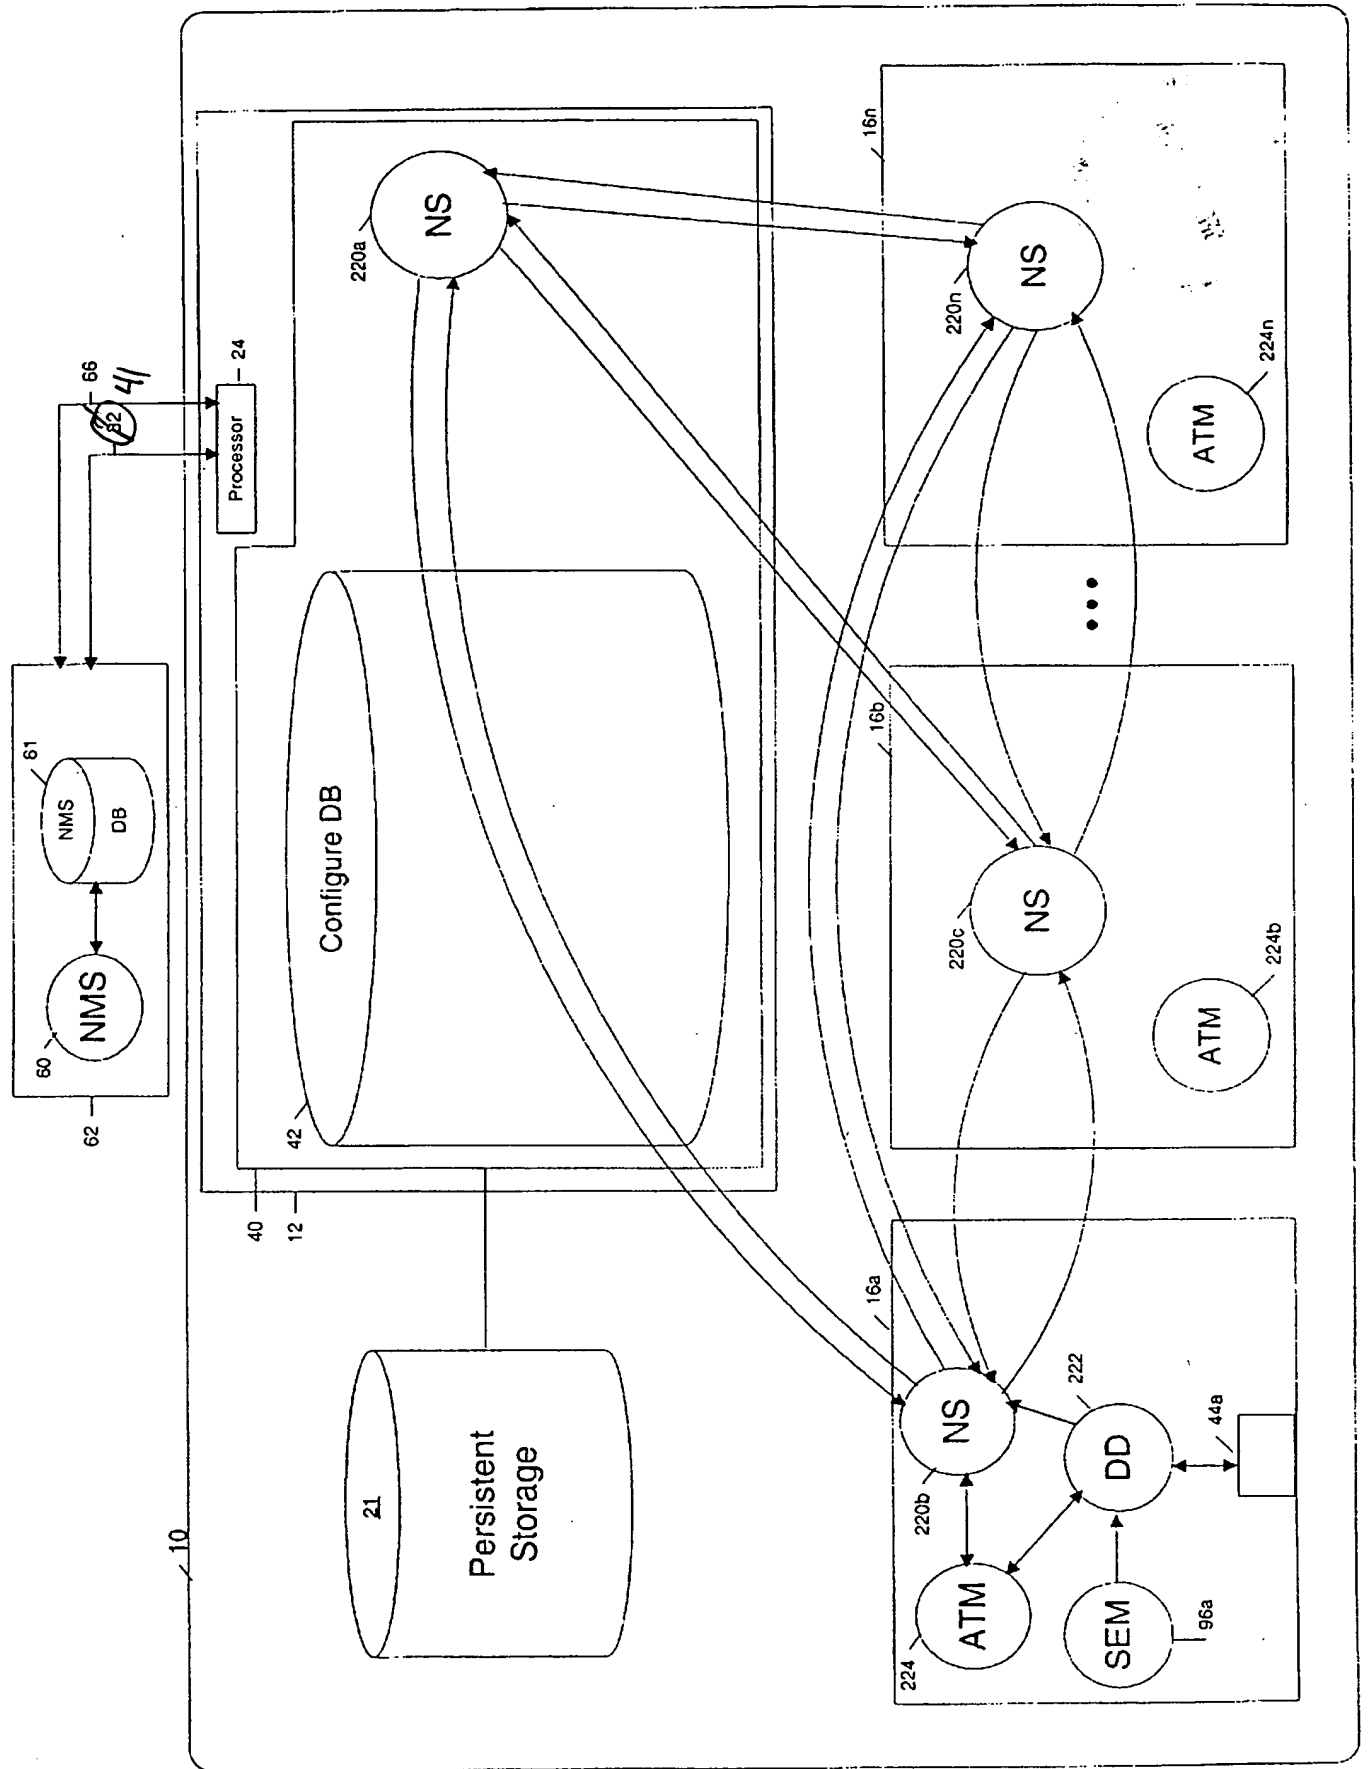 62
60
NMS
61
NMS
DB
66
82
41
Processor
24
10
21
Persistent
Storage
40
12
42
Configure DB
220a
NS
16a
NS
220b
ATM
224
SEM
96a
DD
222
44a
16b
NS
220c
ATM
224b
•••
16n
NS
220n
ATM
224n